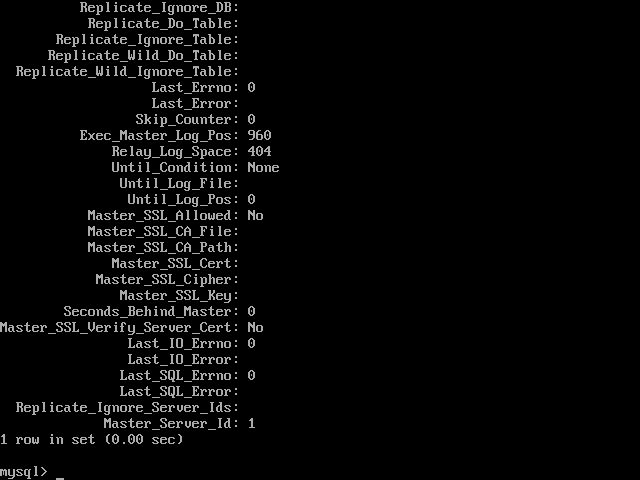 Replicate_Ignore_DB:
Replicate_Do_Table:
Replicate_Ignore_Table:
Replicate_Wild_Do_Table:
Replicate_Wild_Ignore_Table:
Last_Errno: 0
Last_Error:
Skip_Counter: 0
Exec_Master_Log_Pos: 960
Relay_Log_Space: 404
Until_Condition: None
Until_Log_File:
Until_Log_Pos: 0
Master_SSL_Allowed: No
Master_SSL_CA_File:
Master_SSL_CA_Path:
Master_SSL_Cert:
Master_SSL_Cipher:
Master_SSL_Key:
Seconds_Behind_Master: 0
Master_SSL_Verify_Server_Cert: No
Last_IO_Errno: 0
Last_IO_Error:
Last_SQL_Errno: 0
Last_SQL_Error:
Replicate_Ignore_Server_Ids:
Master_Server_Id: 1
1 row in set (0.00 sec)
mysql> _